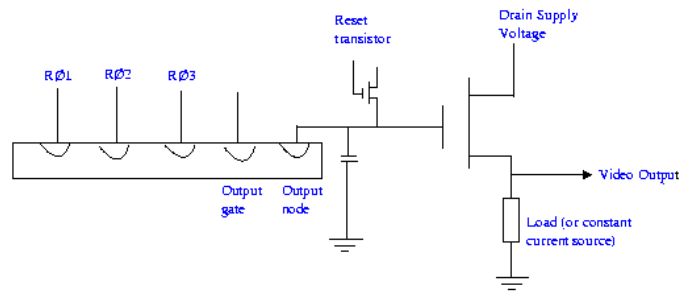 Drain Supply
Voltage
Reset
transistor
RØ1
RØ2
RØ3
Video Output
Output
gate
Output
node
Load (or constant
current source)